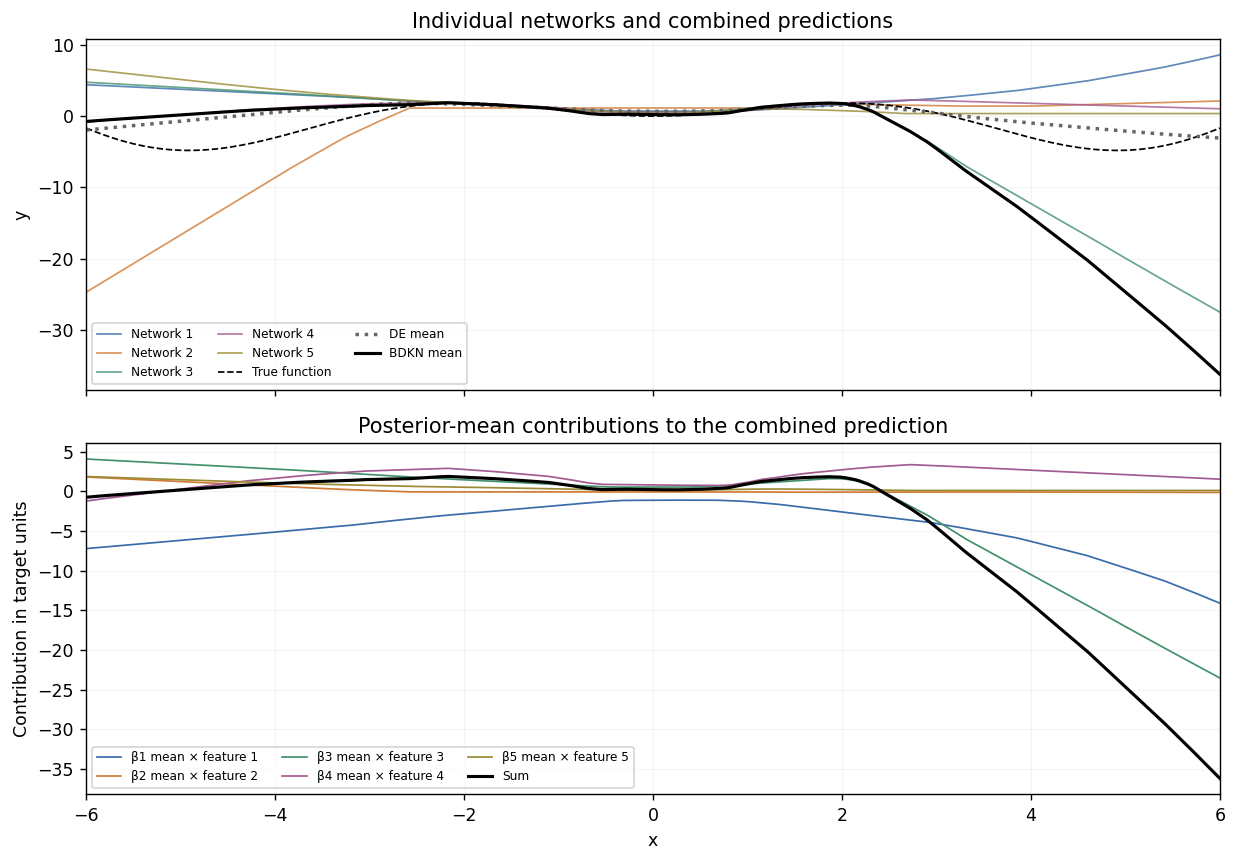 Individual networks and combined predictions
10
0
−10
−20
−30
y
Network 1 Network 4 DE mean
Network 2 Network 5 BDKN mean
Network 3 True function
Posterior-mean contributions to the combined prediction
5
0
−5
−10
−15
−20
−25
−30
−35
Contribution in target units
β1 mean × feature 1 β3 mean × feature 3 β5 mean × feature 5
β2 mean × feature 2 β4 mean × feature 4 Sum
−6 −4 −2 0 2 4 6
x